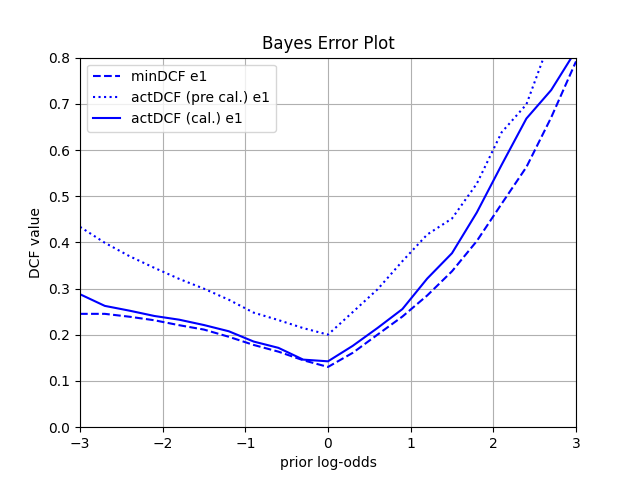 Bayes Error Plot
minDCF e1
actDCF (pre cal.) e1
actDCF (cal.) e1
DCF value
0.8
0.7
0.6
0.5
0.4
0.3
0.2
0.1
0.0
−3 −2 −1 0 1 2 3
prior log-odds